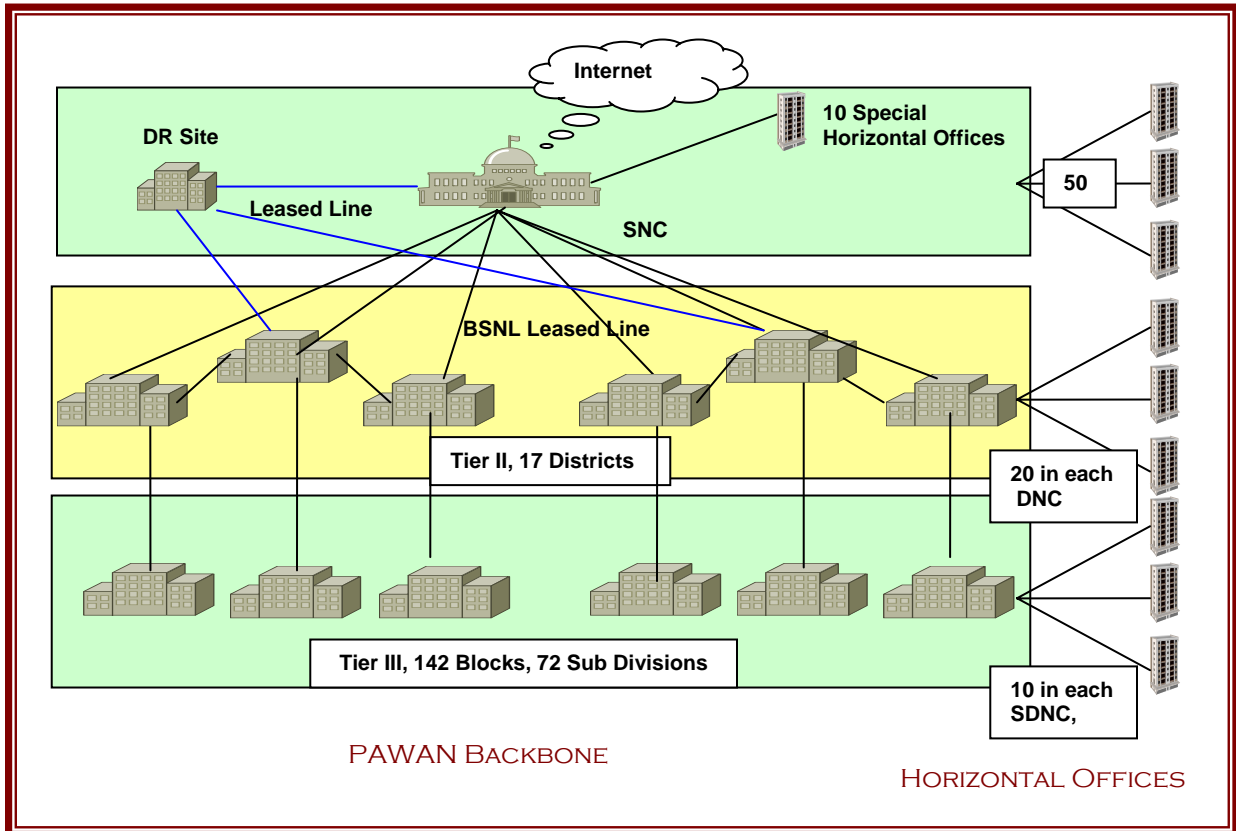 Internet
DR Site
10 Special
Horizontal Offices
50
Leased Line
SNC
BSNL Leased Line
Tier II, 17 Districts
20 in each
DNC
Tier III, 142 Blocks, 72 Sub Divisions
10 in each
SDNC,
PAWAN BACKBONE
HORIZONTAL OFFICES